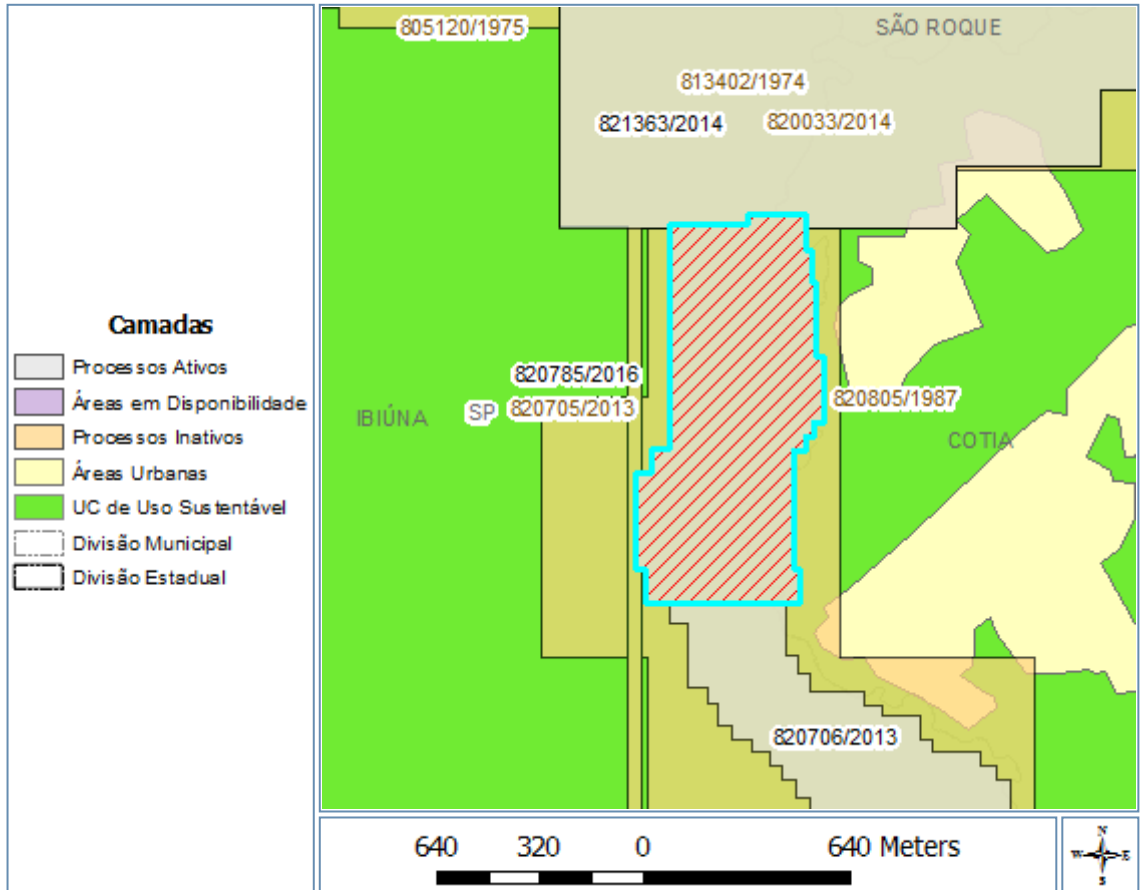 Camadas
Processos Ativos
Áreas em Disponibilidade
Processos Inativos
Áreas Urbanas
UC de Uso Sustentável
Divisão Municipal
Divisão Estadual
805120/1975
SÃO ROQUE
813402/1974
821363/2014
820033/2014
820785/2016
IBIÚNA
SP
820705/2013
820805/1987
COTIA
820706/2013
640 320 0 640 Meters
N
W E
S